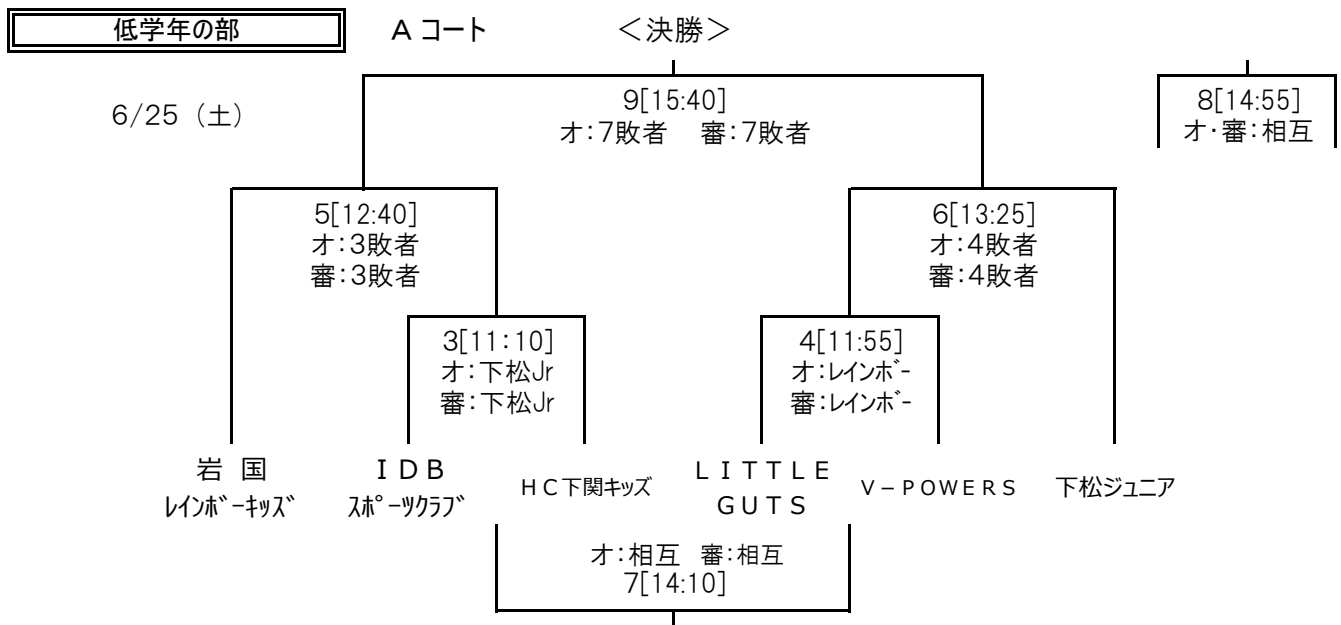 低学年の部 A コート <決勝>
6/25 (土)
9[15:40]
オ:7敗者 審:7敗者
8[14:55]
オ・審:相互
5[12:40]
オ:3敗者
審:3敗者
6[13:25]
オ:4敗者
審:4敗者
3[11:10]
オ:下松Jr
審:下松Jr
4[11:55]
オ:レインボー
審:レインボー
岩 国
レインボーキッズ
IDB
スポーツクラブ
HC下関キッズ
LITTLE
GUTS
V-POWERS
下松ジュニア
オ:相互 審:相互
7[14:10]